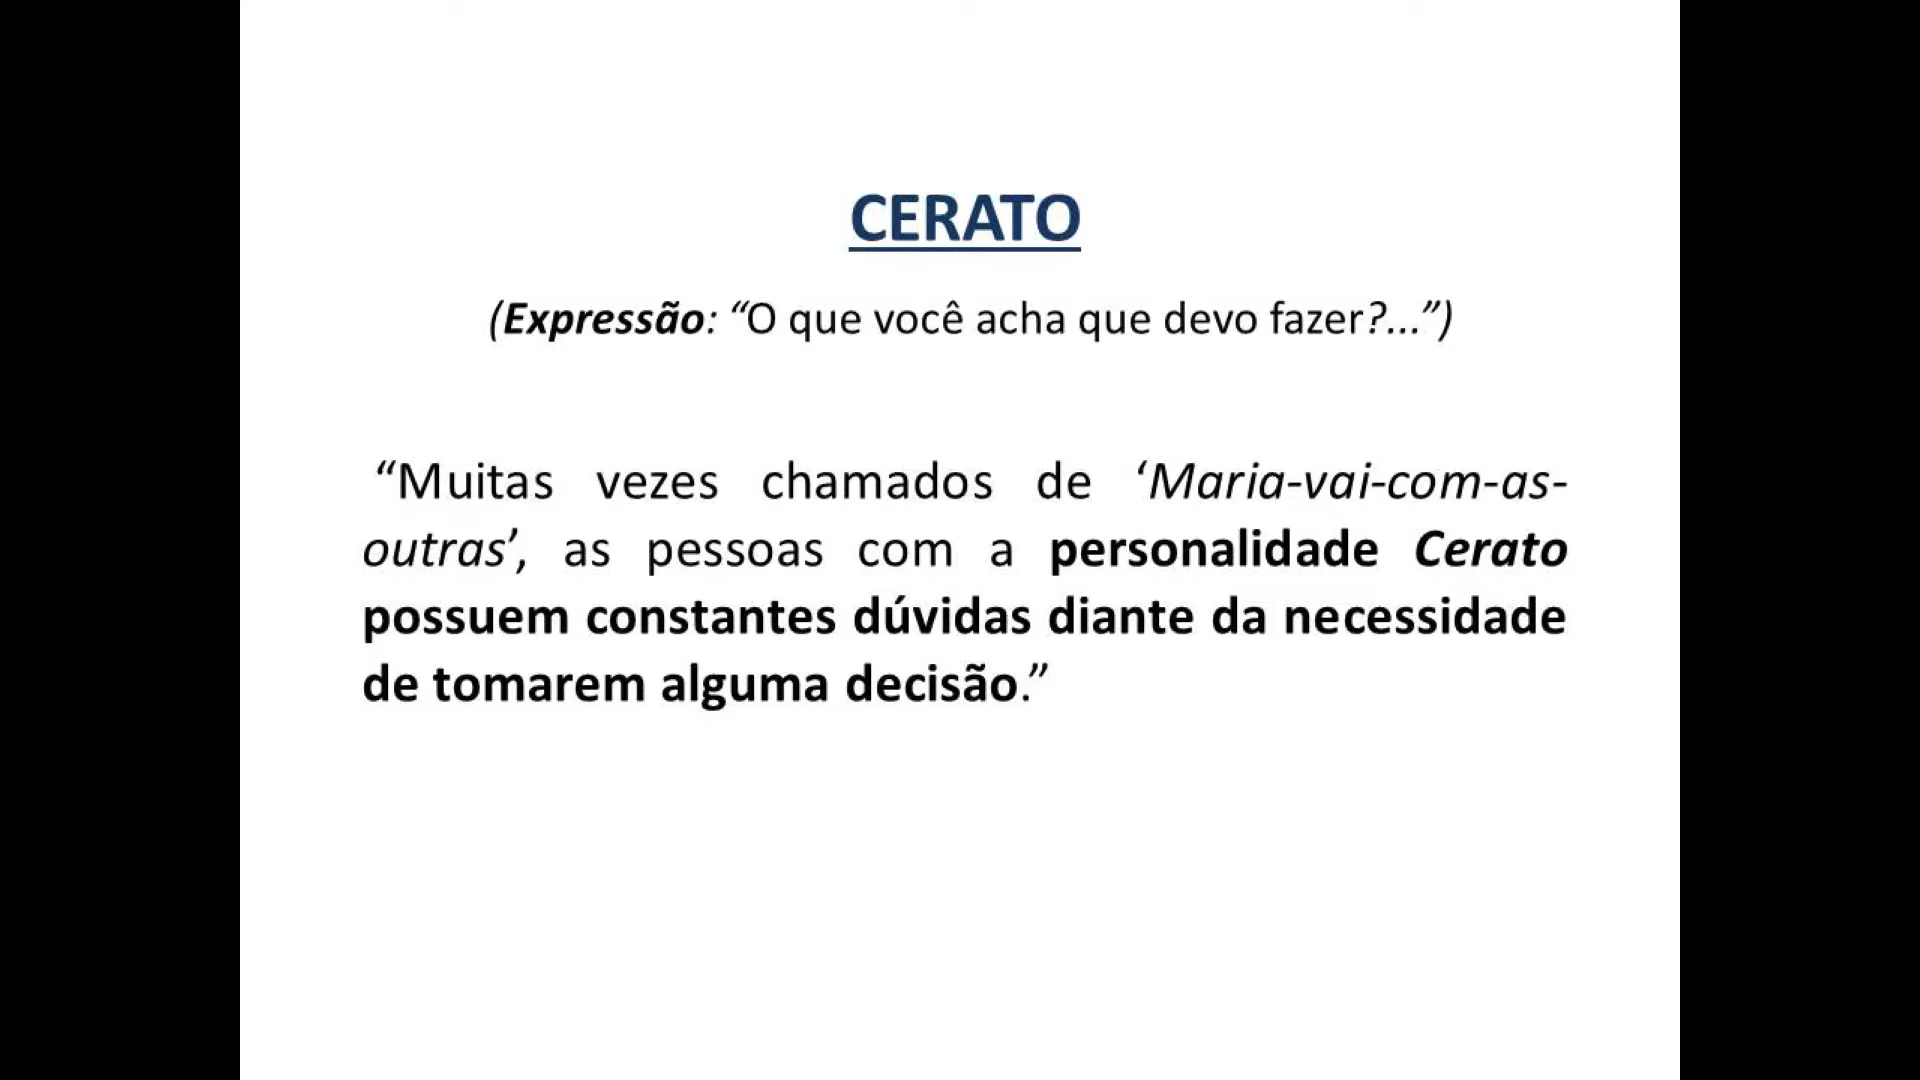 CERATO
(Expressão: “O que você acha que devo fazer?...”)
“Muitas vezes chamados de ‘Maria-vai-com-as-
outras’, as pessoas com a personalidade Cerato
possuem constantes dúvidas diante da necessidade
de tomarem alguma decisão.”